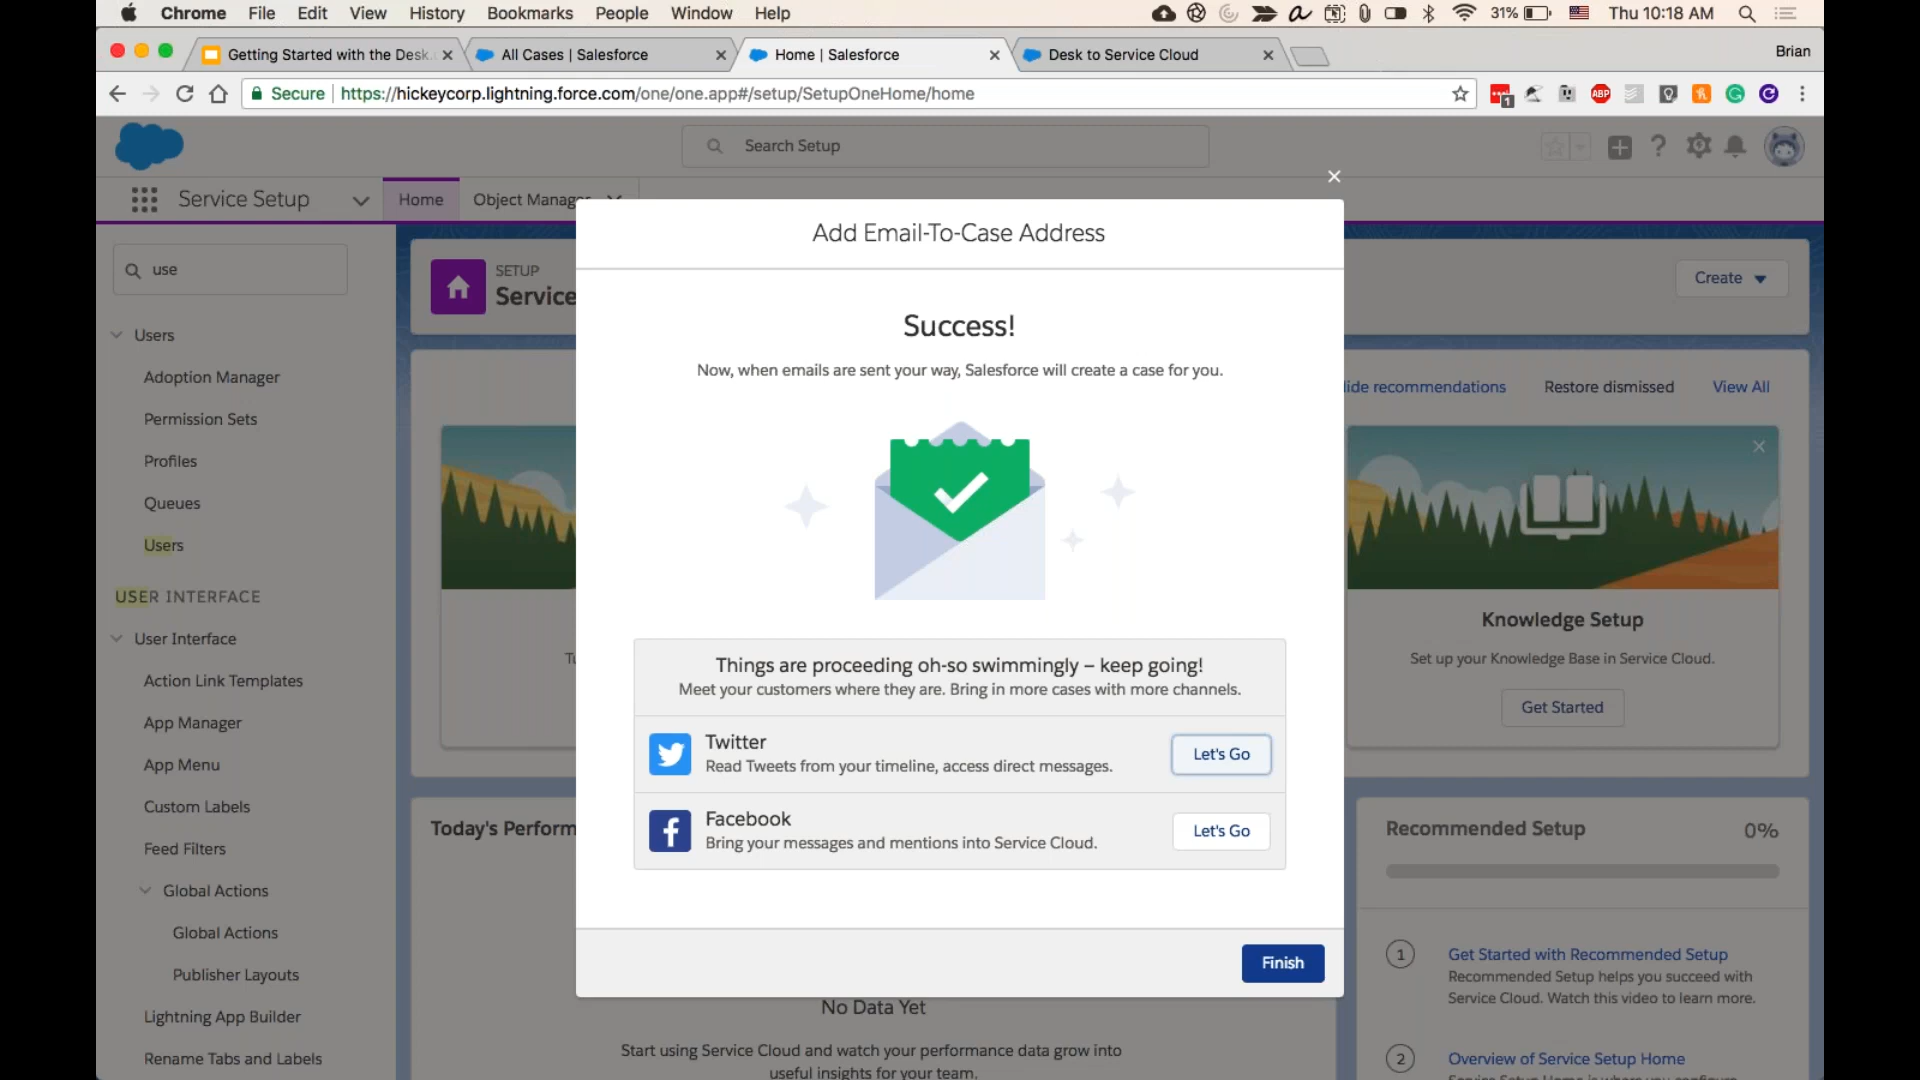 Chrome File Edit View History Bookmarks People Window Help 31% Thu 10:18 AM
Getting Started with the Desk. All Cases | Salesforce Home | Salesforce Desk to Service Cloud Brian
Secure https://hickeycorp.lightning.force.com/one/one.app#/setup/SetupOneHome/home 1 ABP
Search Setup
Service Setup Home Object Manager
use
Users
Adoption Manager
Permission Sets
Profiles
Queues
Users
USER INTERFACE
User Interface
Action Link Templates
App Manager
App Menu
Custom Labels
Feed Filters
Global Actions
Global Actions
Publisher Layouts
Lightning App Builder
Rename Tabs and Labels
SETUP
Service
Create
ide recommendations Restore dismissed View All
Tu
Knowledge Setup
Set up your Knowledge Base in Service Cloud.
Get Started
Add Email-To-Case Address
Success!
Now, when emails are sent your way, Salesforce will create a case for you.
Things are proceeding oh-so swimmingly – keep going!
Meet your customers where they are. Bring in more cases with more channels.
Twitter
Read Tweets from your timeline, access direct messages.
Let's Go
Facebook
Bring your messages and mentions into Service Cloud.
Let's Go
Finish
Today's Perform
No Data Yet
Start using Service Cloud and watch your performance data grow into
useful insights for your team.
Recommended Setup 0%
1 Get Started with Recommended Setup
Recommended Setup helps you succeed with
Service Cloud. Watch this video to learn more.
2 Overview of Service Setup Home